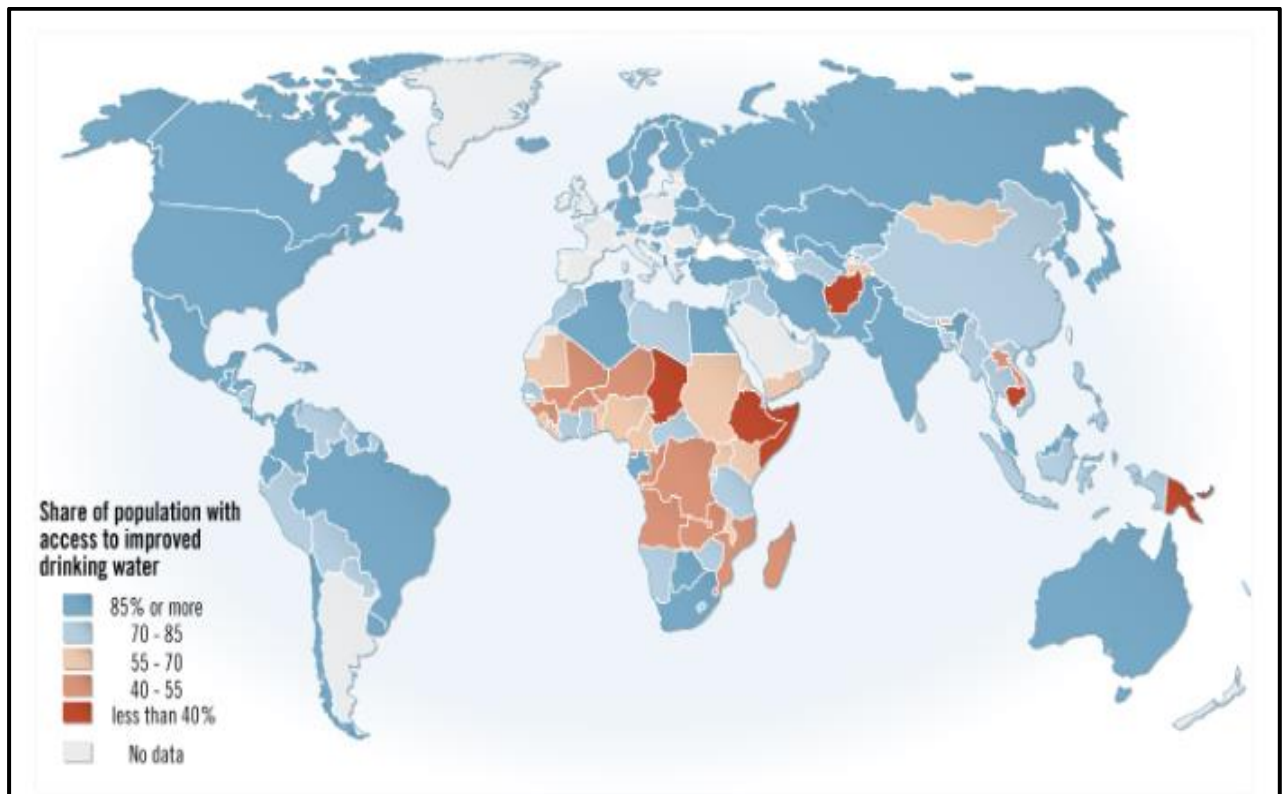 Share of population with
access to improved
drinking water
85% or more
70 - 85
55 - 70
40 - 55
less than 40%
No data